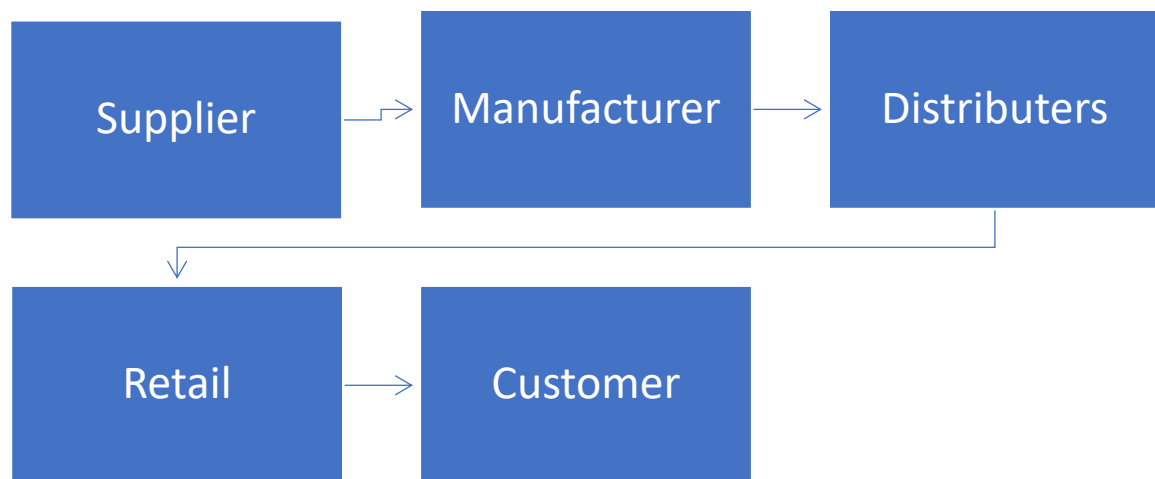 Supplier
Manufacturer
Distributers
Retail
Customer